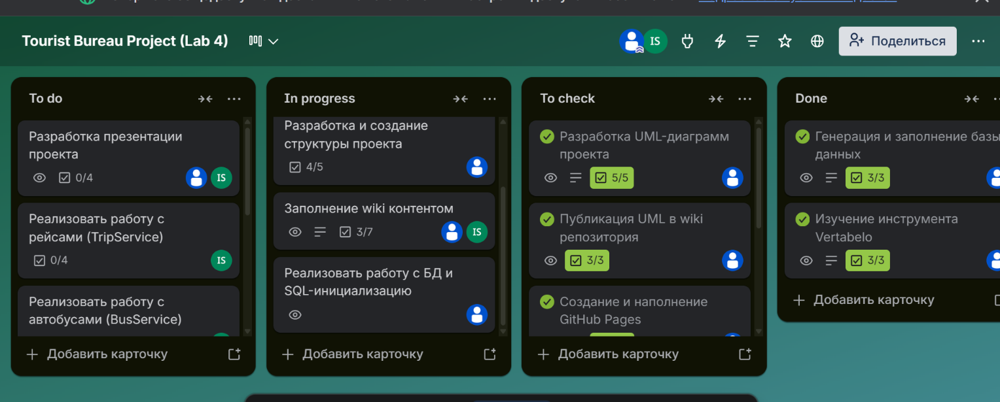 Tourist Bureau Project (Lab 4)
IS
Поделиться
To do
Разработка презентации
проекта
0/4
IS
Реализовать работу с
рейсами (TripService)
0/4
IS
Реализовать работу с
автобусами (BusService)
Добавить карточку
In progress
Разработка и создание
структуры проекта
4/5
Заполнение wiki контентом
3/7
IS
Реализовать работу с БД и
SQL-инициализацию
Добавить карточку
To check
Разработка UML-диаграмм
проекта
5/5
Публикация UML в wiki
репозитория
3/3
Создание и наполнение
GitHub Pages
Добавить карточку
Done
Генерация и заполнение базы
данных
3/3
Изучение инструмента
Vertabelo
3/3
Добавить карточку